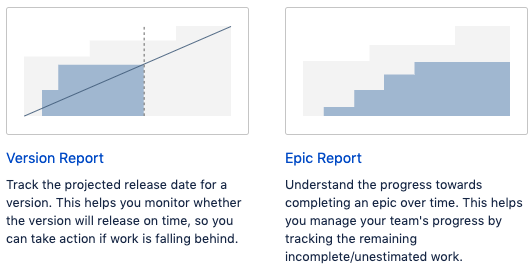 Version Report
Track the projected release date for a
version. This helps you monitor whether
the version will release on time, so you
can take action if work is falling behind.
Epic Report
Understand the progress towards
completing an epic over time. This helps
you manage your team's progress by
tracking the remaining
incomplete/unestimated work.